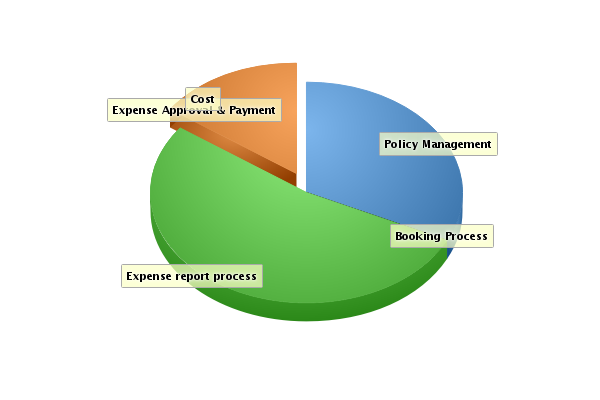 Cost
Expense Approval & Payment
Policy Management
Booking Process
Expense report process